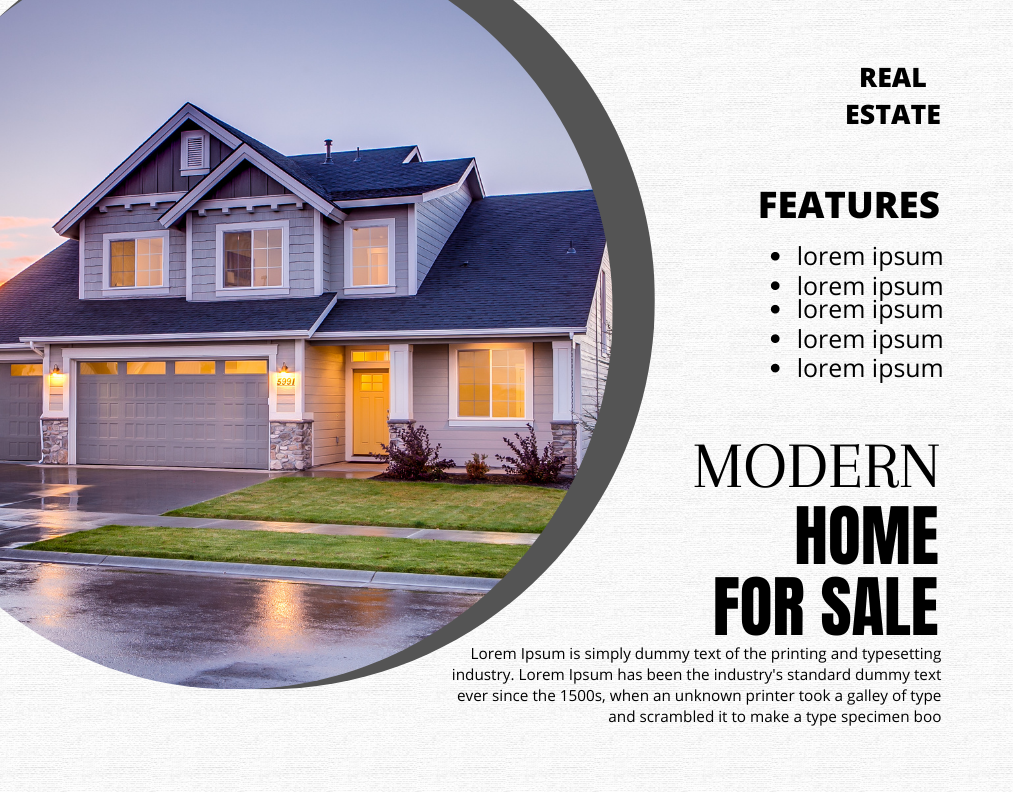 REAL
ESTATE
FEATURES
• lorem ipsum
• lorem ipsum
• lorem ipsum
• lorem ipsum
• lorem ipsum
5991
MODERN
HOME
FOR SALE
Lorem Ipsum is simply dummy text of the printing and typesetting
industry. Lorem Ipsum has been the industry's standard dummy text
ever since the 1500s, when an unknown printer took a galley of type
and scrambled it to make a type specimen boo